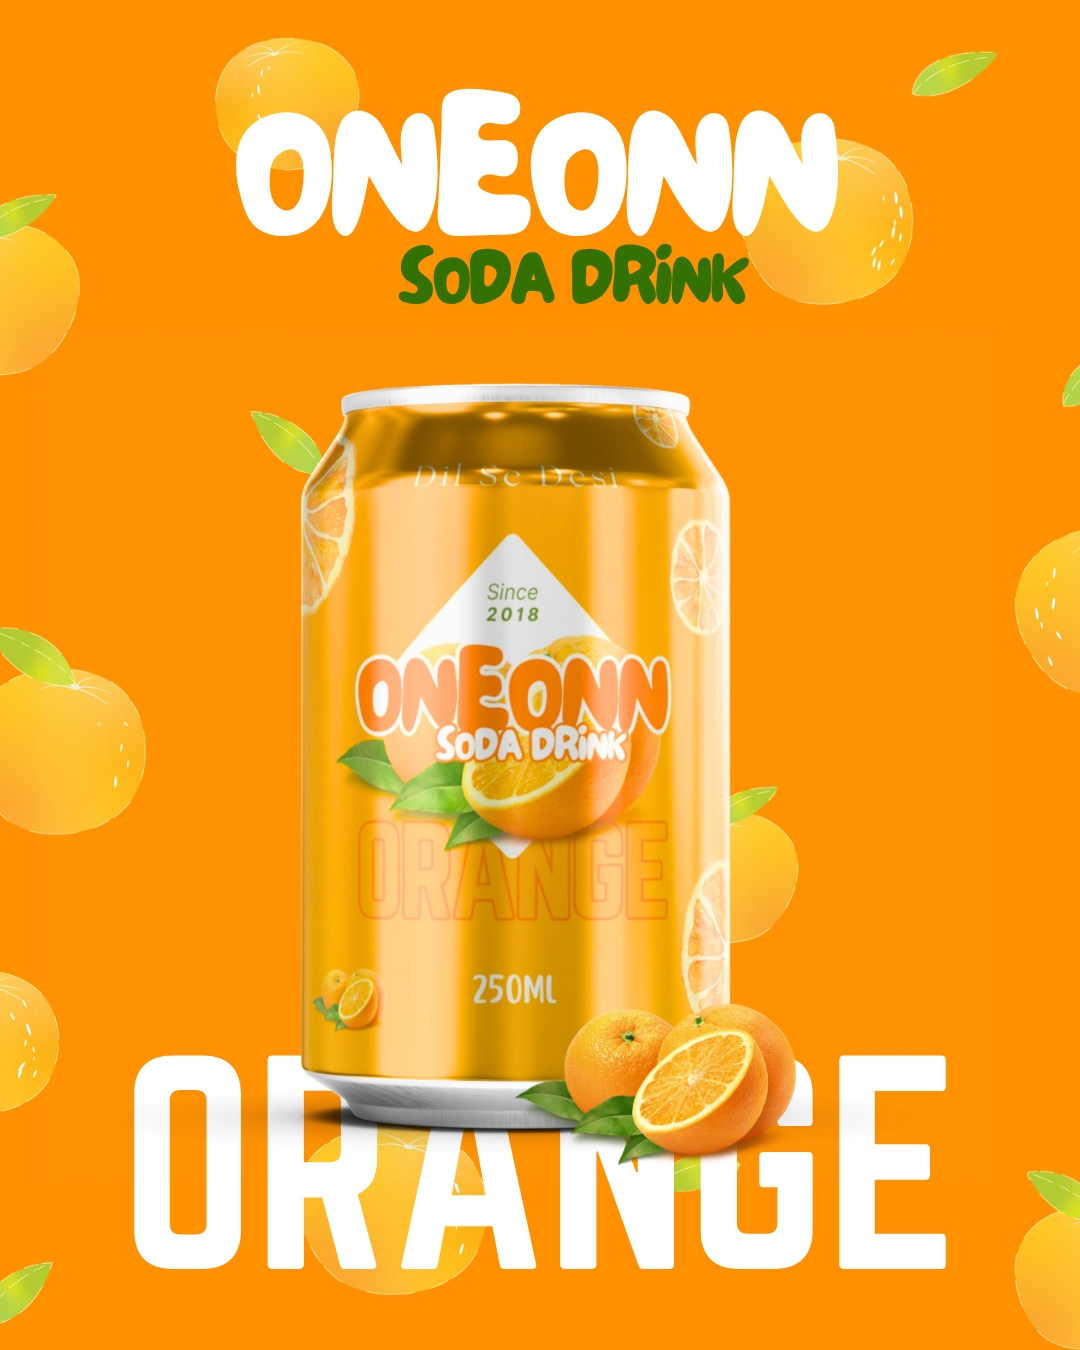 ONEONN
SODA DRINK
Dil Se Desi
Since
2018
ONEONN
SODA DRINK
ORANGE
250ML
ORANGE